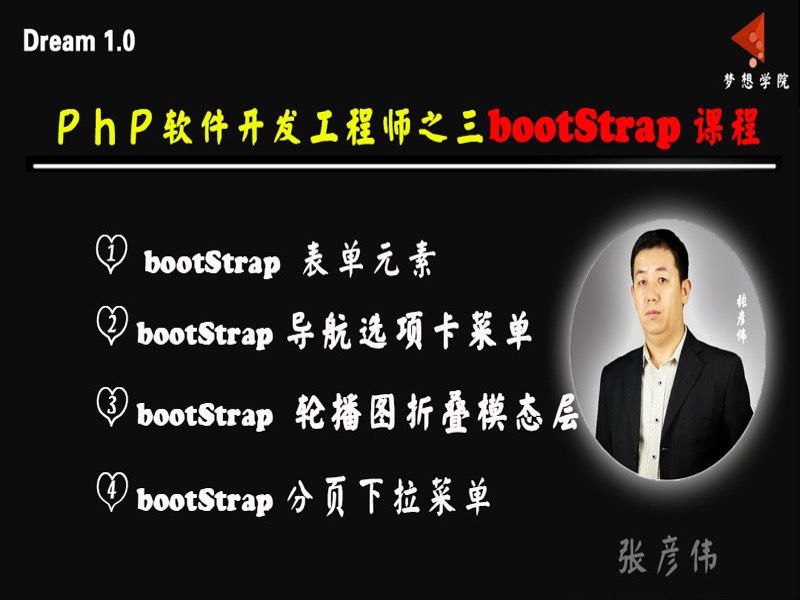 Dream 1.0
梦想学院
PhP软件开发工程师之三bootStrap 课程
1 bootStrap 表单元素
2 bootStrap 导航选项卡菜单
3 bootStrap 轮播图折叠模态层
4 bootStrap 分页下拉菜单
张彦伟
张彦伟